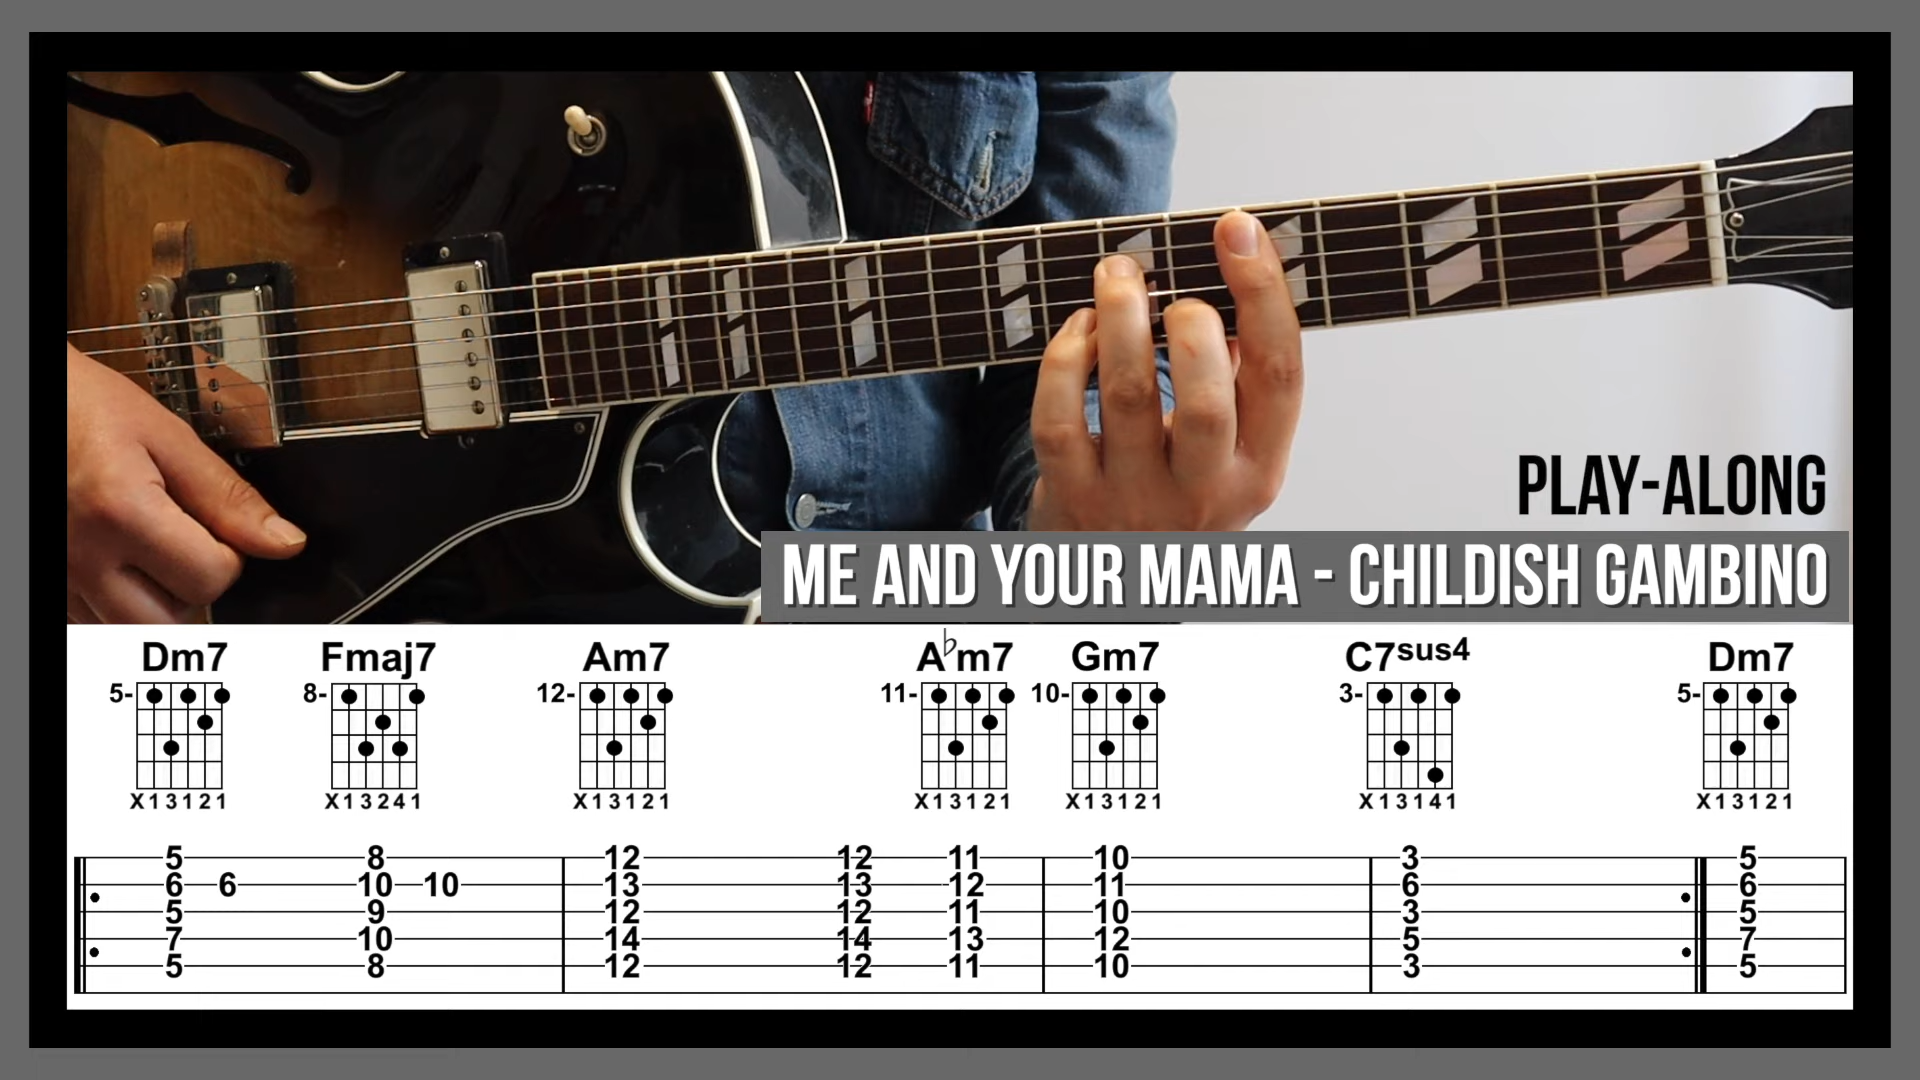 PLAY-ALONG
ME AND YOUR MAMA - CHILDISH GAMBINO
Dm7 Fmaj7 Am7 A♭m7 Gm7 C7sus4 Dm7
5- 8- 12- 11- 10- 3- 5-
X13121 X13241 X13121 X13121 X13121 X13141 X13121
5 8 12 12 11 10 3 5
6 6 10 10 13 13 12 11 6 6
5 9 12 12 11 10 3 5
7 10 14 14 13 12 5 7
5 8 12 12 11 10 3 5